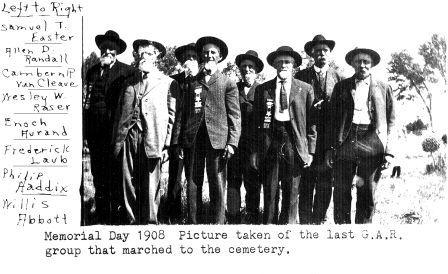 Left to Right
Samuel T.
Easter
Allen D.
Randall
Cambern P.
Van Cleave
Wesley W.
Raser
Enoch
Hurand
Frederick
Laub
Philip
Haddix
Willis
Abbott
Memorial Day 1908 Picture taken of the last G.A.R.
group that marched to the cemetery.